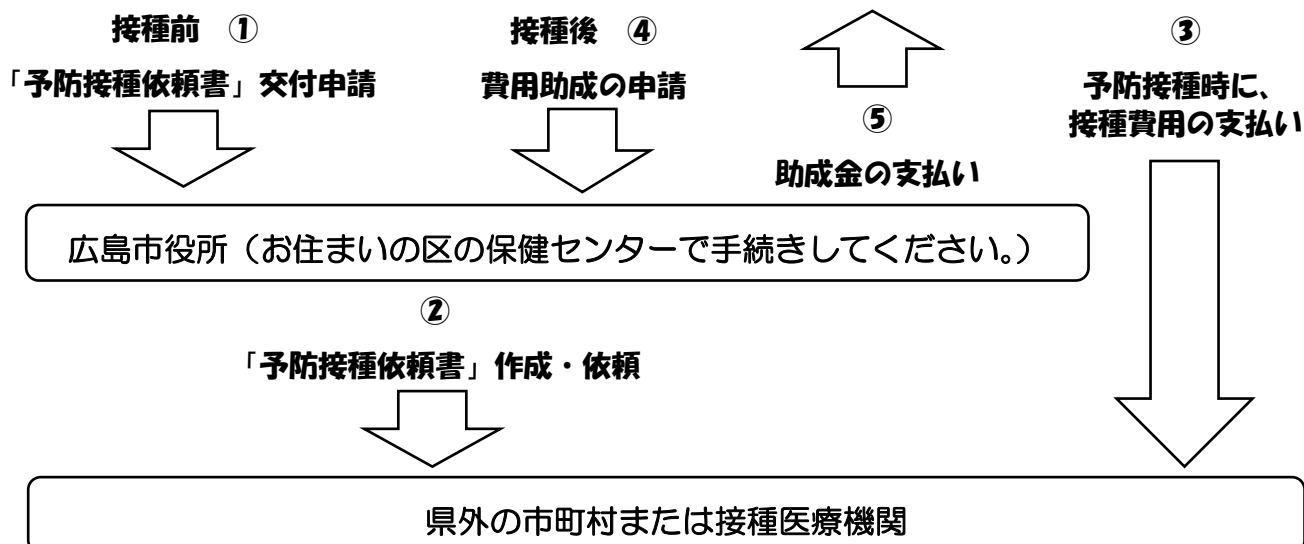 接種前 ①
「予防接種依頼書」交付申請
接種後 ④
費用助成の申請
⑤
助成金の支払い
③
予防接種時に、
接種費用の支払い
広島市役所（お住まいの区の保健センターで手続きしてください。）
②
「予防接種依頼書」作成・依頼
県外の市町村または接種医療機関